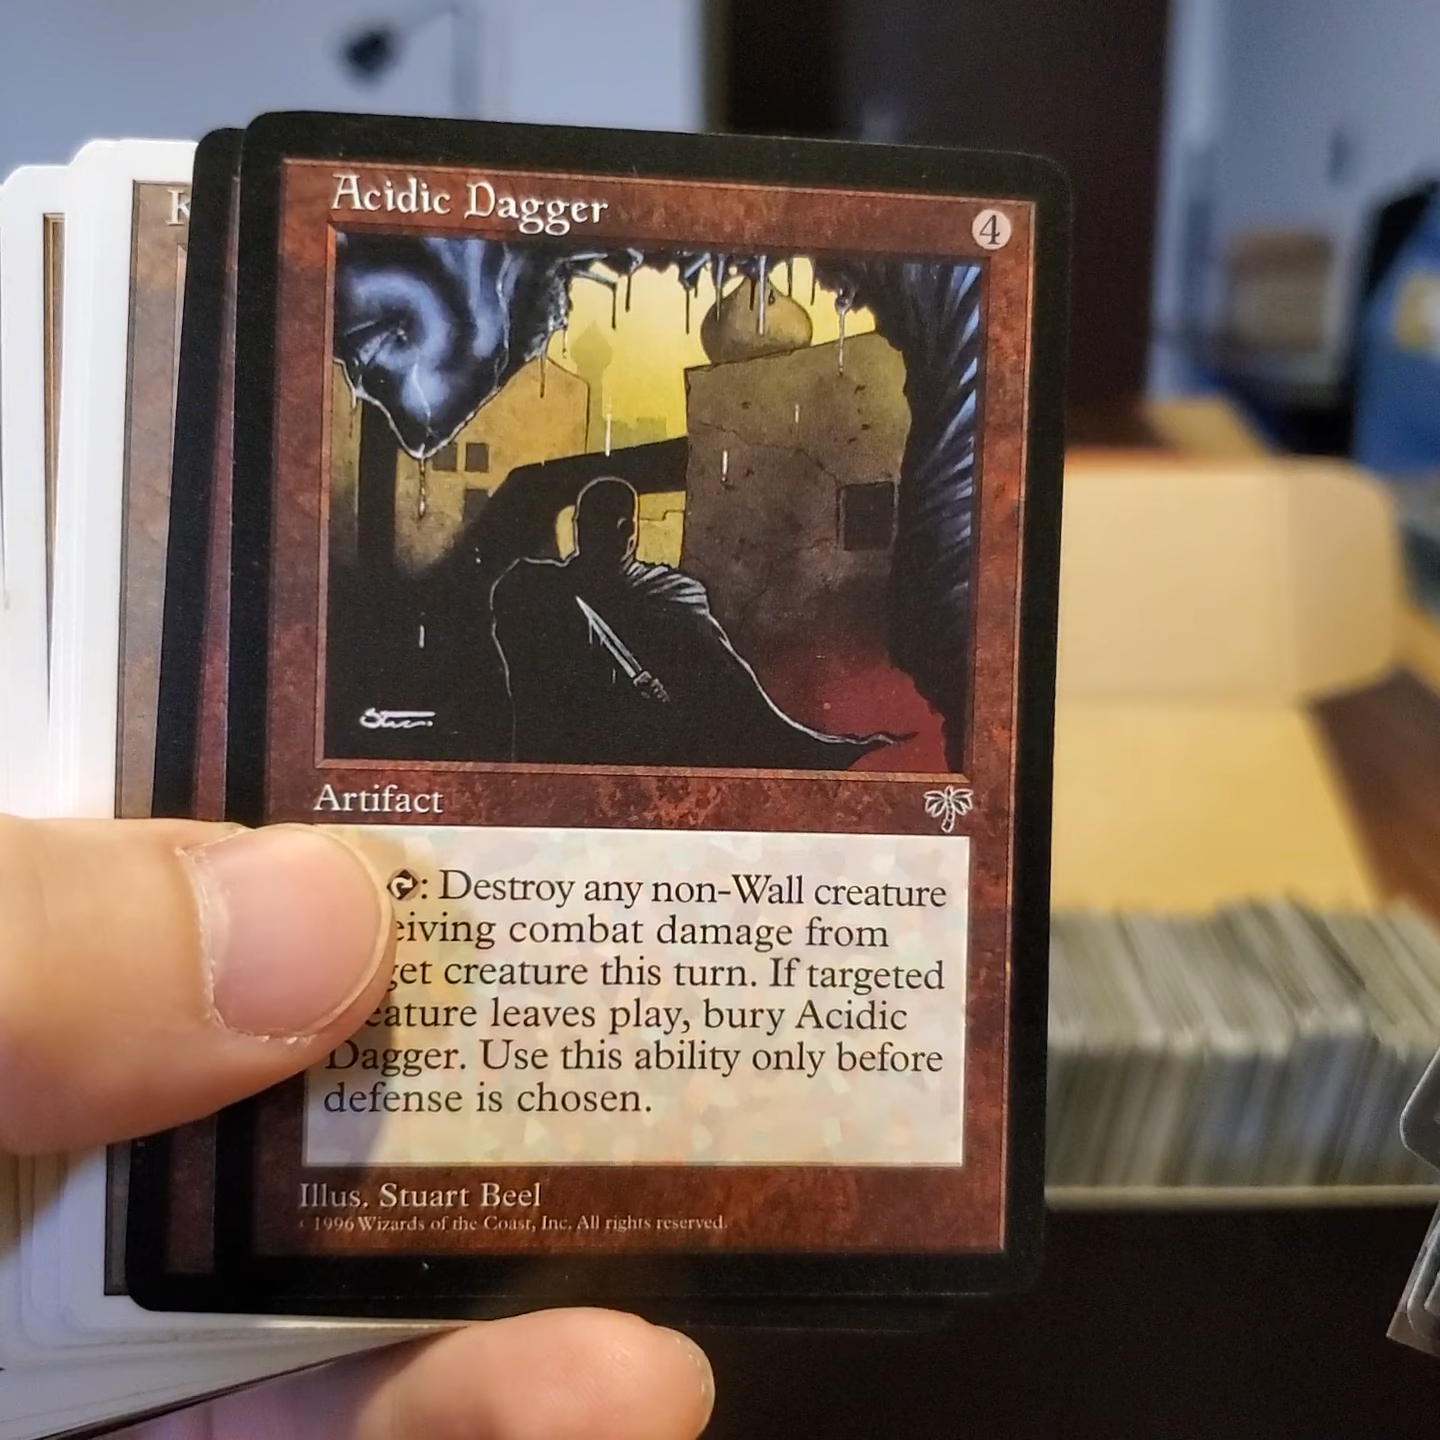 K
Acidic Dagger
4
Artifact
: Destroy any non-Wall creature
eiving combat damage from
get creature this turn. If targeted
eature leaves play, bury Acidic
Dagger. Use this ability only before
defense is chosen.
Illus. Stuart Beel
© 1996 Wizards of the Coast, Inc. All rights reserved.